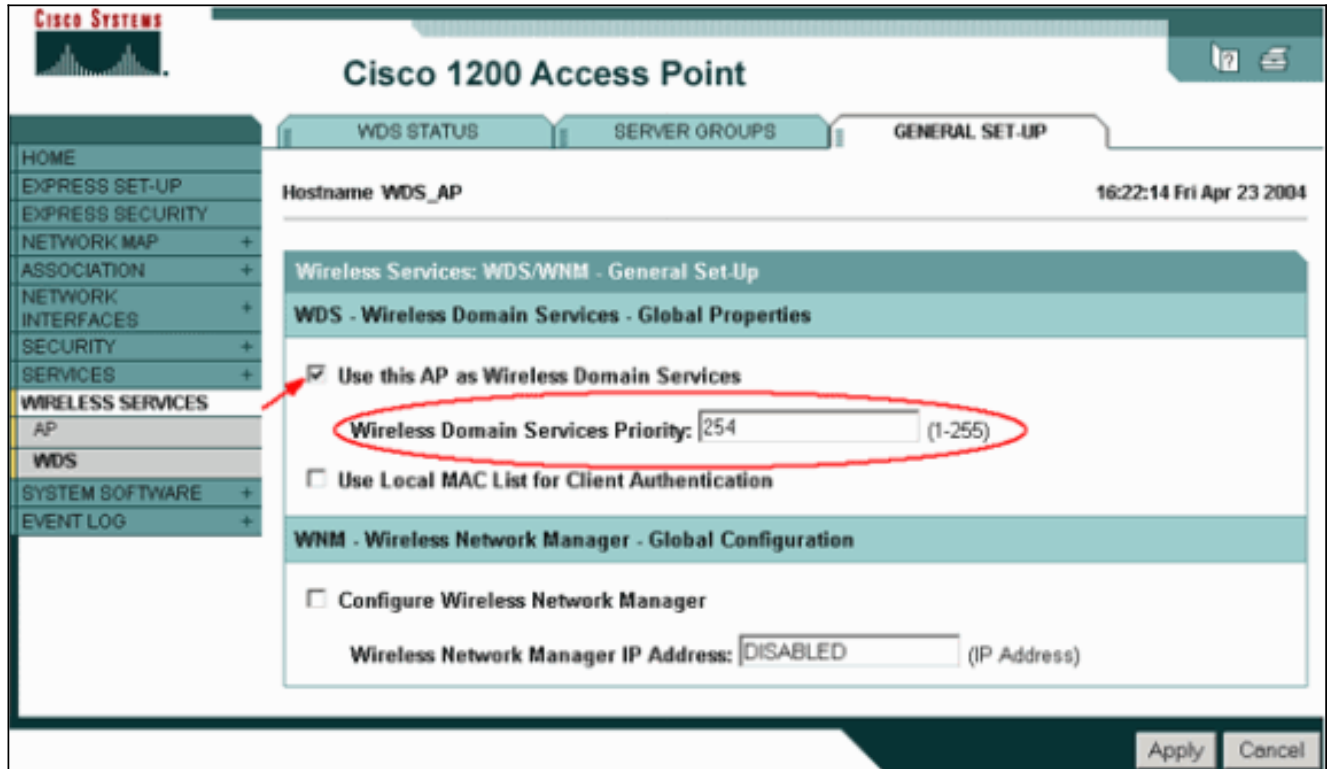 CISCO SYSTEMS
Cisco 1200 Access Point
WDS STATUS
SERVER GROUPS
GENERAL SET-UP
HOME
EXPRESS SET-UP
EXPRESS SECURITY
NETWORK MAP +
ASSOCIATION +
NETWORK
INTERFACES +
SECURITY +
SERVICES +
WIRELESS SERVICES
AP
WDS
SYSTEM SOFTWARE +
EVENT LOG +
Hostname WDS_AP
16:22:14 Fri Apr 23 2004
Wireless Services: WDS/WNM - General Set-Up
WDS - Wireless Domain Services - Global Properties
Use this AP as Wireless Domain Services
Wireless Domain Services Priority: 254 (1-255)
Use Local MAC List for Client Authentication
WNM - Wireless Network Manager - Global Configuration
Configure Wireless Network Manager
Wireless Network Manager IP Address: DISABLED (IP Address)
Apply Cancel